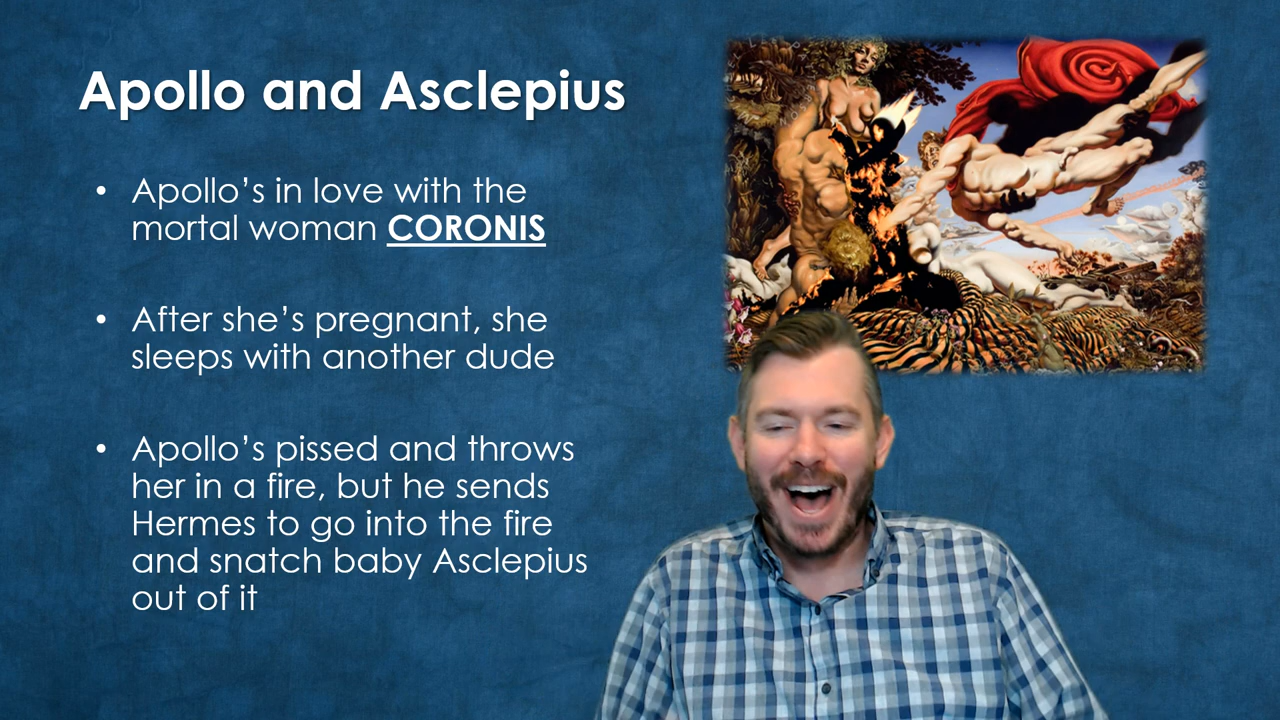 Apollo and Asclepius
• Apollo’s in love with the
mortal woman CORONIS
• After she’s pregnant, she
sleeps with another dude
• Apollo’s pissed and throws
her in a fire, but he sends
Hermes to go into the fire
and snatch baby Asclepius
out of it